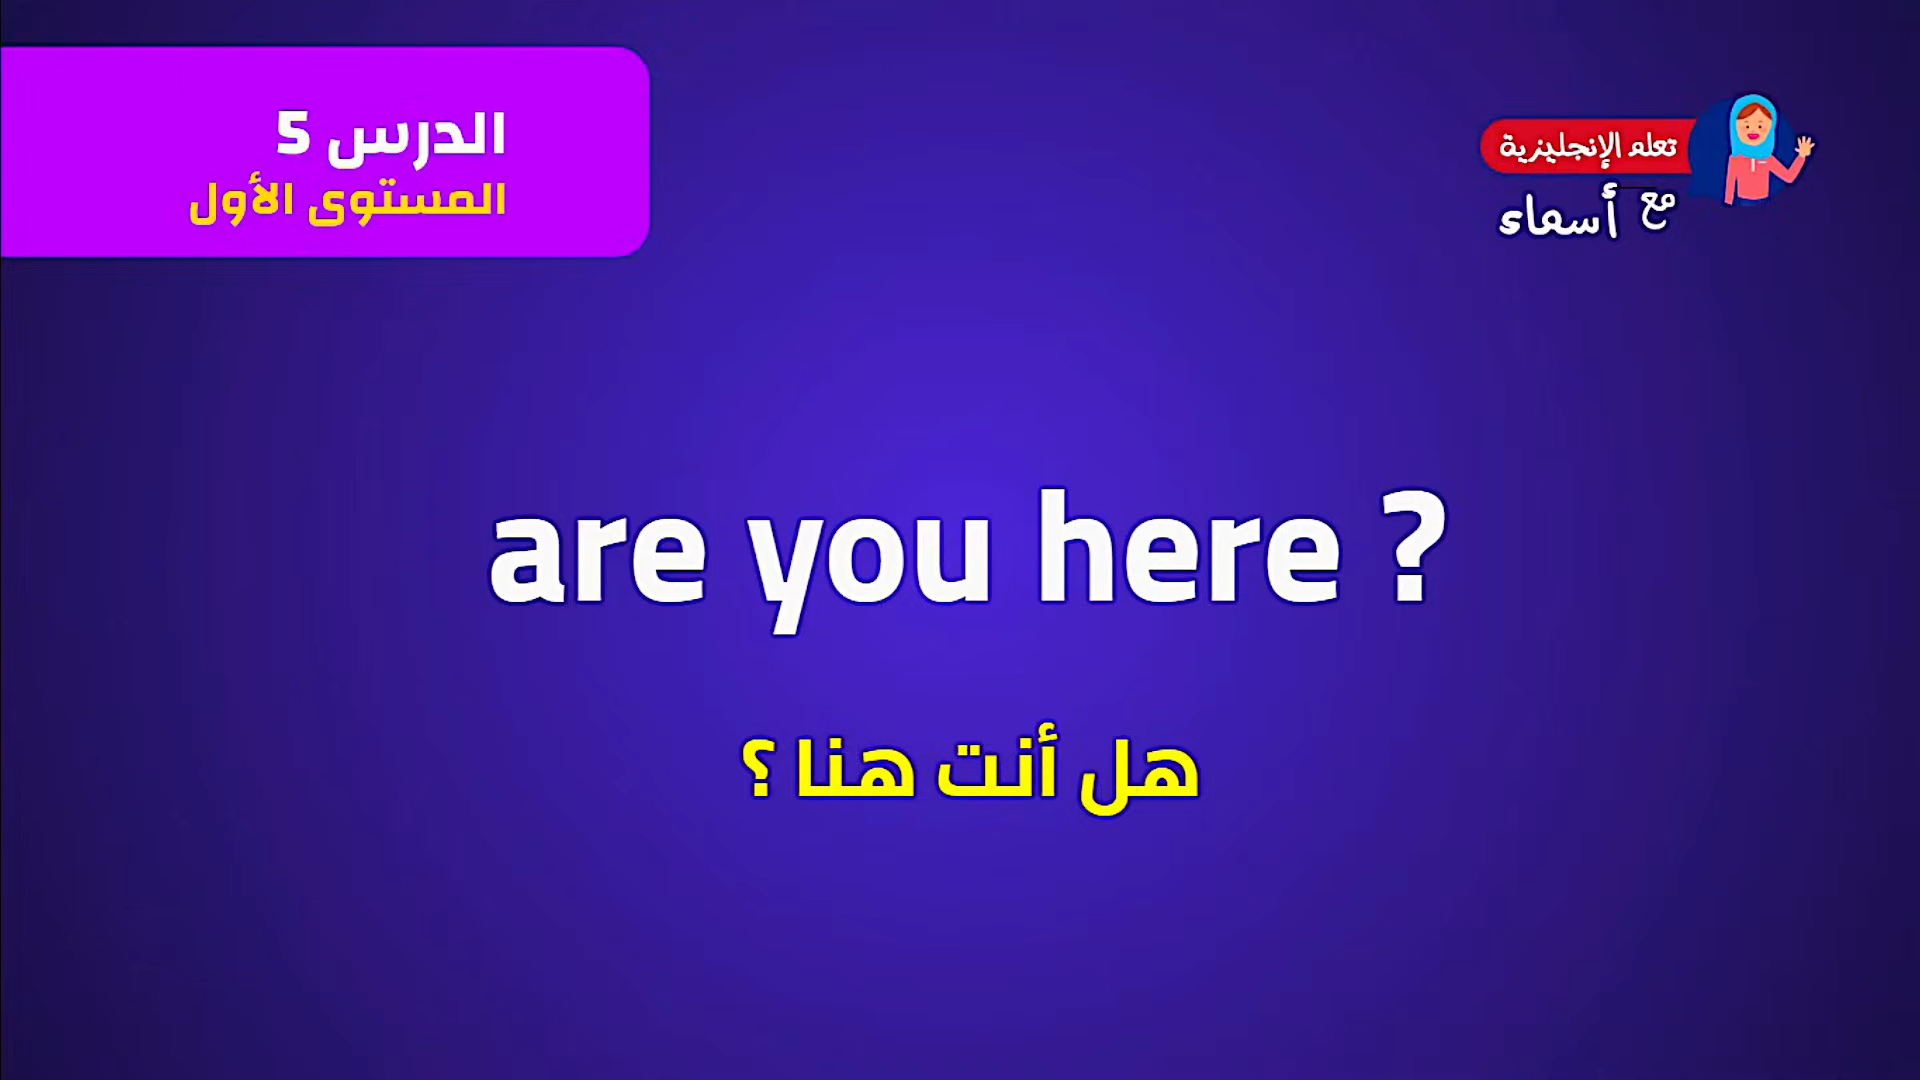 الدرس 5
المستوى الأول
تعلم الإنجليزية
مع أسماء
are you here ?
هل أنت هنا ؟